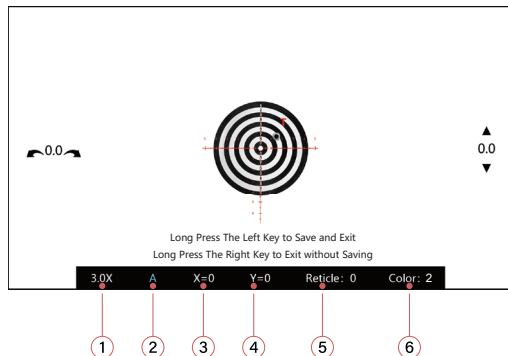 0.0
0.0
Long Press The Left Key to Save and Exit
Long Press The Right Key to Exit without Saving
3.0X A X=0 Y=0 Reticle: 0 Color: 2
1 2 3 4 5 6